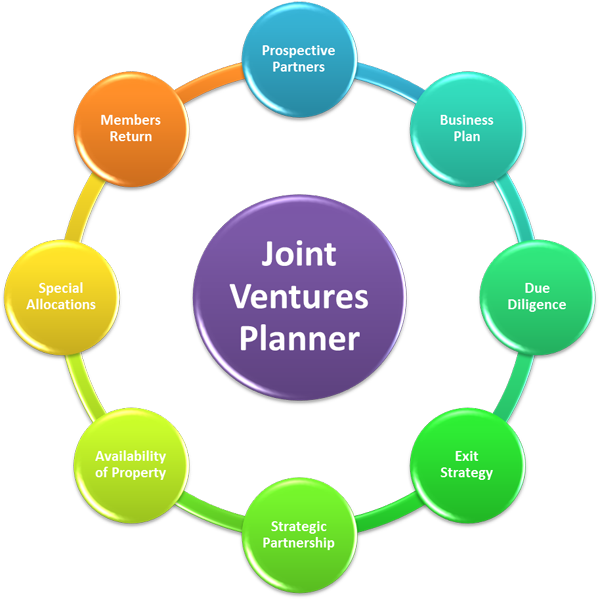 Prospective
Partners
Business
Plan
Due
Diligence
Exit
Strategy
Strategic
Partnership
Availability
of Property
Special
Allocations
Members
Return
Joint
Ventures
Planner